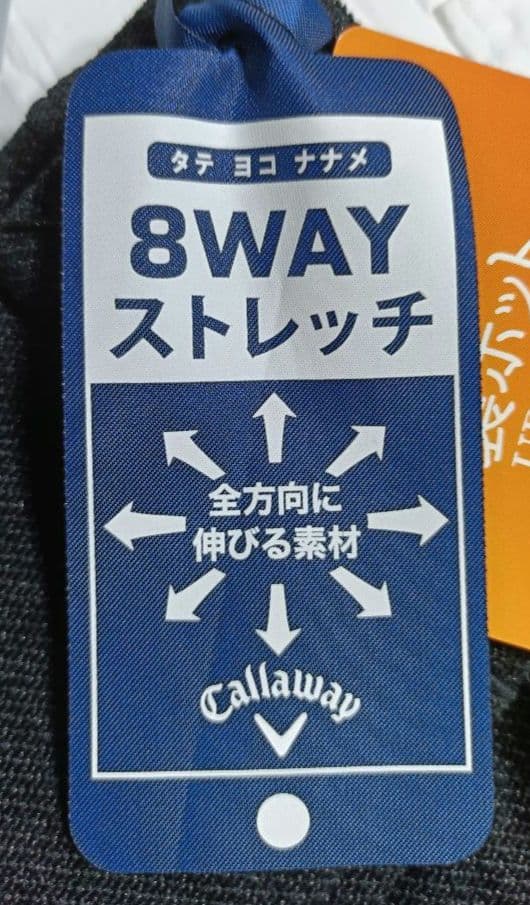 タテ ヨコ ナナメ
8WAY
ストレッチ
全方向に
伸びる素材
Callaway